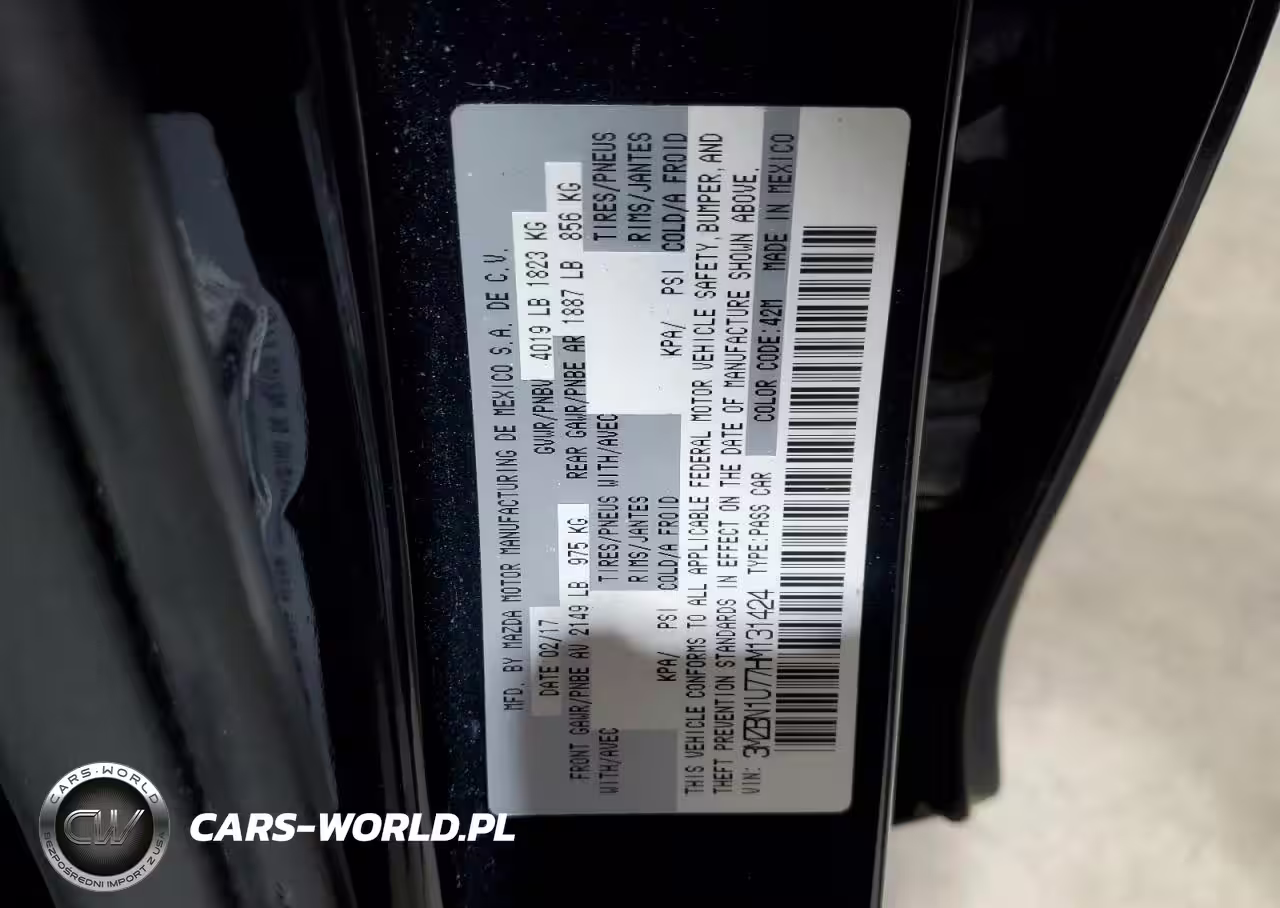 MFD. BY MAZDA MOTOR MANUFACTURING DE MEXICO S.A. DE C.V.
DATE 02/17 GVWR/PNBV 4019 LB 1823 KG
FRONT GAWR/PNBE AV 2149 LB 975 KG REAR GAWR/PNBE AR 1887 LB 856 KG
WITH/AVEC TIRES/PNEUS WITH/AVEC TIRES/PNEUS
RIMS/JANTES RIMS/JANTES
KPA/ PSI COLD/A FROID KPA/ PSI COLD/A FROID
THIS VEHICLE CONFORMS TO ALL APPLICABLE FEDERAL MOTOR VEHICLE SAFETY, BUMPER, AND
THEFT PREVENTION STANDARDS IN EFFECT ON THE DATE OF MANUFACTURE SHOWN ABOVE.
VIN: 3MZBN1U77HM131424 TYPE:PASS CAR COLOR CODE:42M MADE IN MEXICO
CARS-WORLD
CW
BEZPOŚREDNI IMPORT Z USA
CARS-WORLD.PL